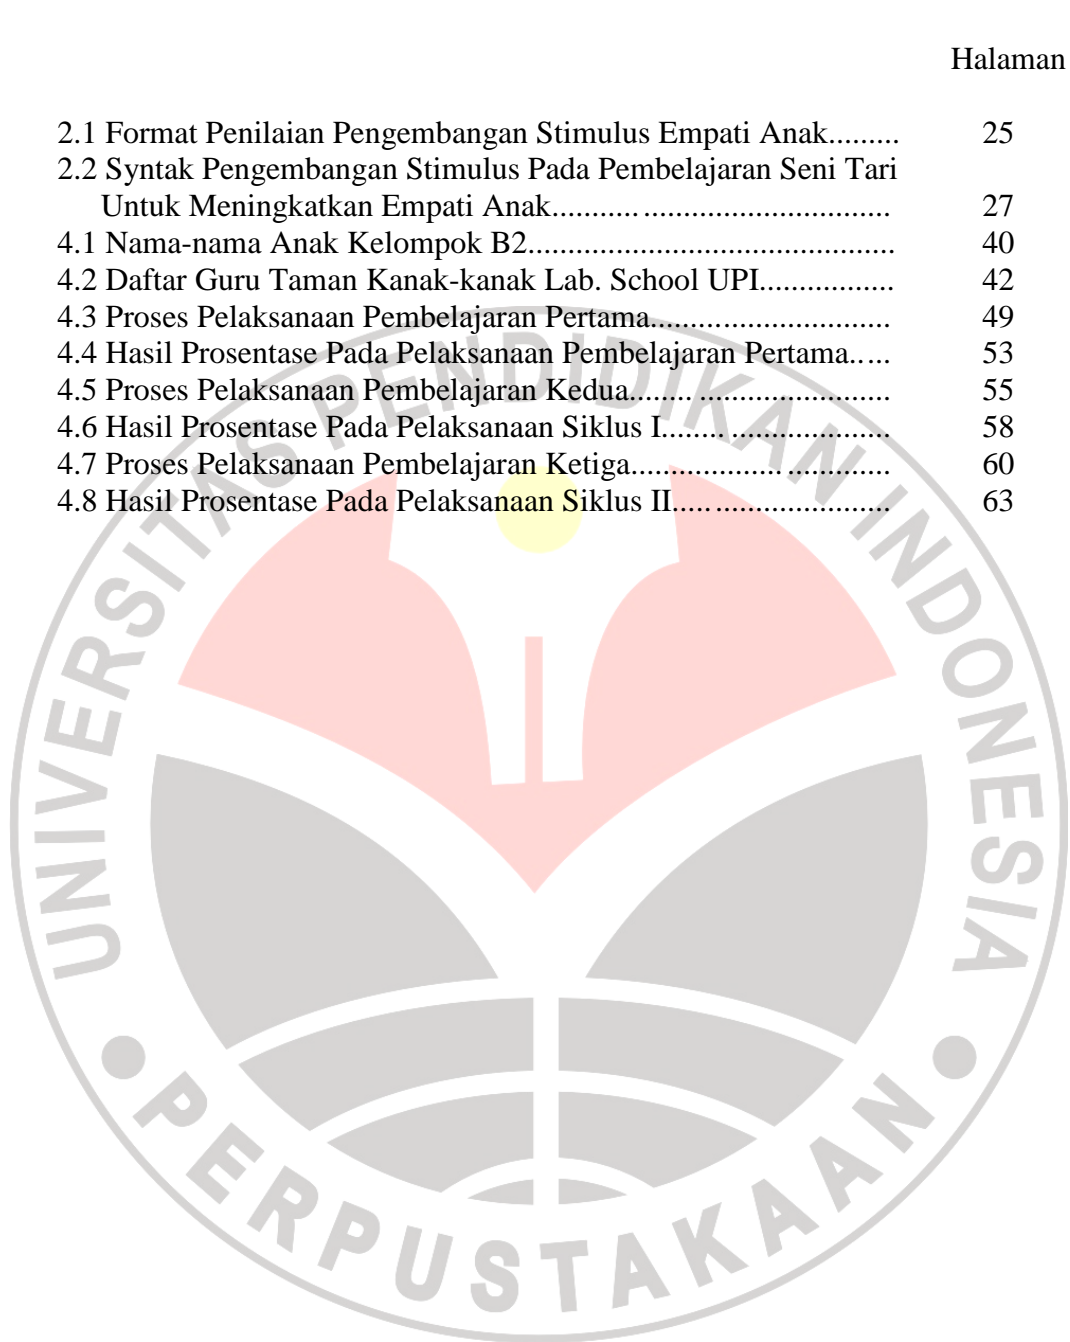 Halaman
2.1 Format Penilaian Pengembangan Stimulus Empati Anak......... 25
2.2 Syntak Pengembangan Stimulus Pada Pembelajaran Seni Tari
Untuk Meningkatkan Empati Anak.......................................... 27
4.1 Nama-nama Anak Kelompok B2............................................. 40
4.2 Daftar Guru Taman Kanak-kanak Lab. School UPI................. 42
4.3 Proses Pelaksanaan Pembelajaran Pertama............................. 49
4.4 Hasil Prosentase Pada Pelaksanaan Pembelajaran Pertama...... 53
4.5 Proses Pelaksanaan Pembelajaran Kedua................................ 55
4.6 Hasil Prosentase Pada Pelaksanaan Siklus I............................ 58
4.7 Proses Pelaksanaan Pembelajaran Ketiga................................ 60
4.8 Hasil Prosentase Pada Pelaksanaan Siklus II........................... 63
UNIVERSITAS PENDIDIKAN INDONESIA
PERPUSTAKAAN